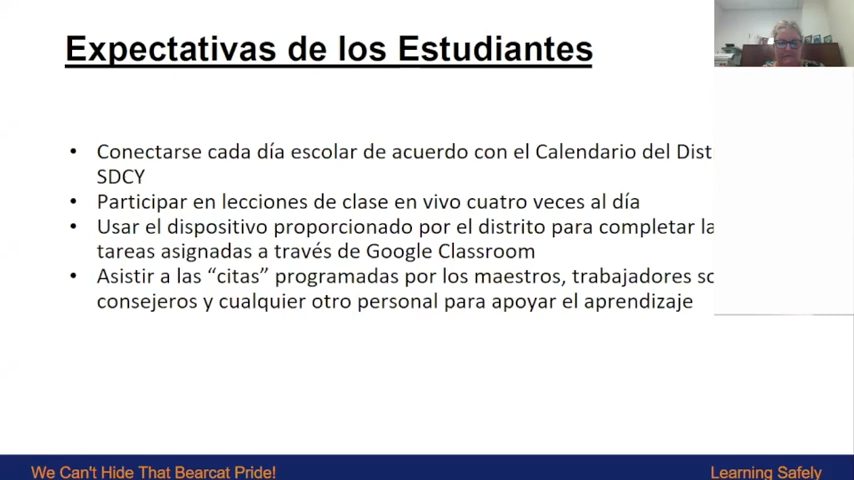 Expectativas de los Estudiantes
• Conectarse cada día escolar de acuerdo con el Calendario del Dist
SDCY
• Participar en lecciones de clase en vivo cuatro veces al día
• Usar el dispositivo proporcionado por el distrito para completar la
tareas asignadas a través de Google Classroom
• Asistir a las “citas” programadas por los maestros, trabajadores so
consejeros y cualquier otro personal para apoyar el aprendizaje
We Can't Hide That Bearcat Pride!
Learning Safely